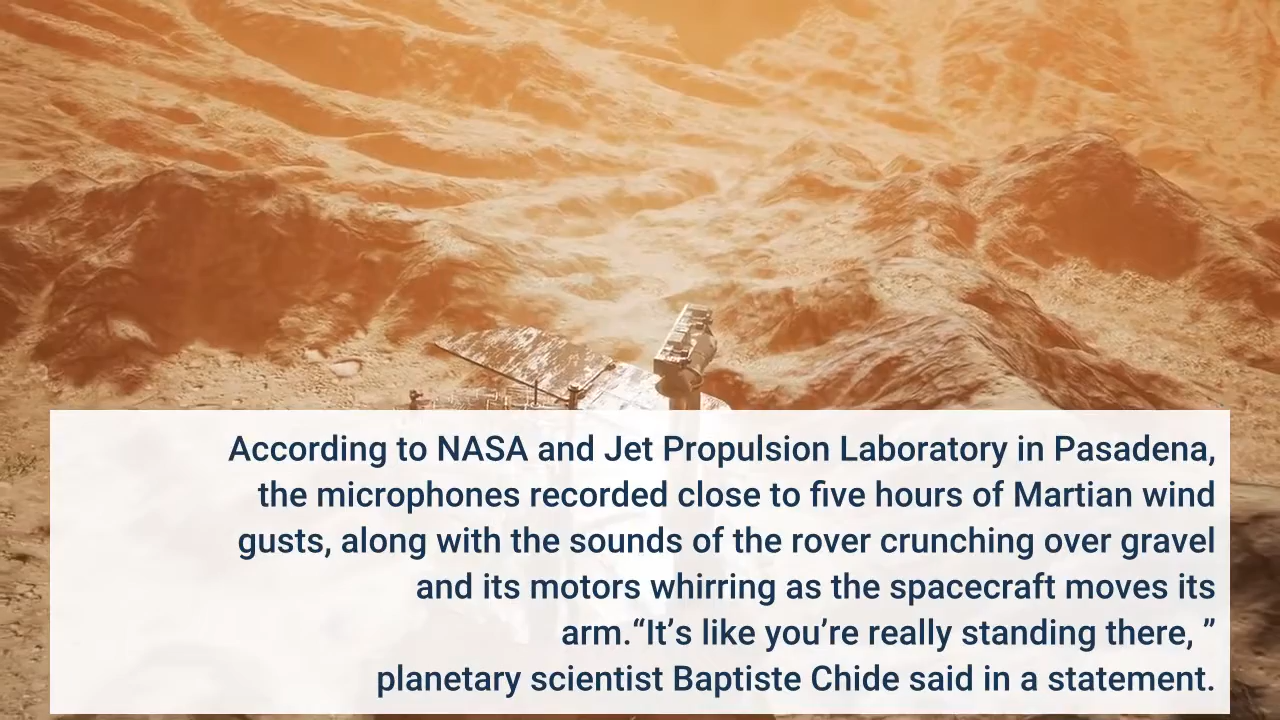 According to NASA and Jet Propulsion Laboratory in Pasadena,
the microphones recorded close to five hours of Martian wind
gusts, along with the sounds of the rover crunching over gravel
and its motors whirring as the spacecraft moves its
arm.“It’s like you’re really standing there, ”
planetary scientist Baptiste Chide said in a statement.